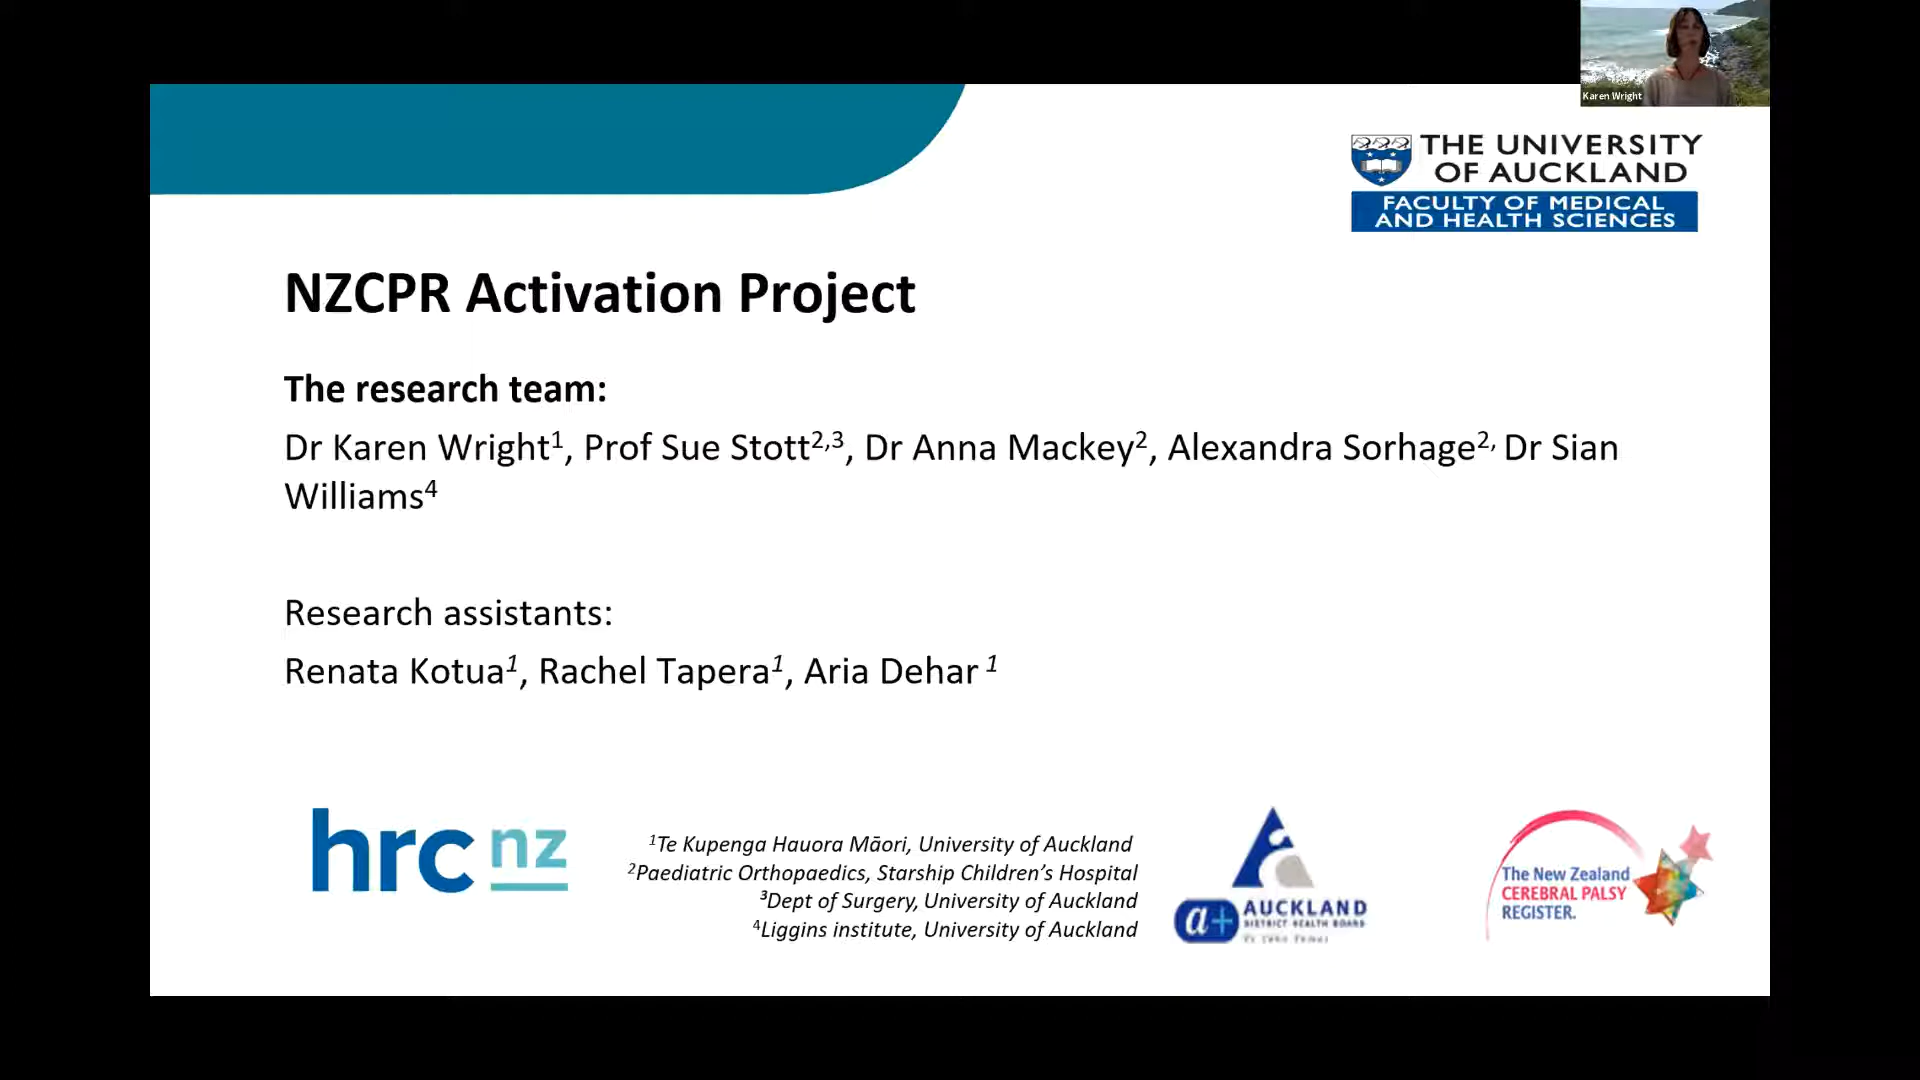 Karen Wright
THE UNIVERSITY
OF AUCKLAND
FACULTY OF MEDICAL
AND HEALTH SCIENCES
NZCPR Activation Project
The research team:
Dr Karen Wright1, Prof Sue Stott2,3, Dr Anna Mackey2, Alexandra Sorhage2, Dr Sian
Williams4
Research assistants:
Renata Kotua1, Rachel Tapera1, Aria Dehar 1
hrc nz
1Te Kupenga Hauora Māori, University of Auckland
2Paediatric Orthopaedics, Starship Children’s Hospital
3Dept of Surgery, University of Auckland
4Liggins institute, University of Auckland
a+
AUCKLAND
DISTRICT HEALTH BOARD
The New Zealand
CEREBRAL PALSY
REGISTER.